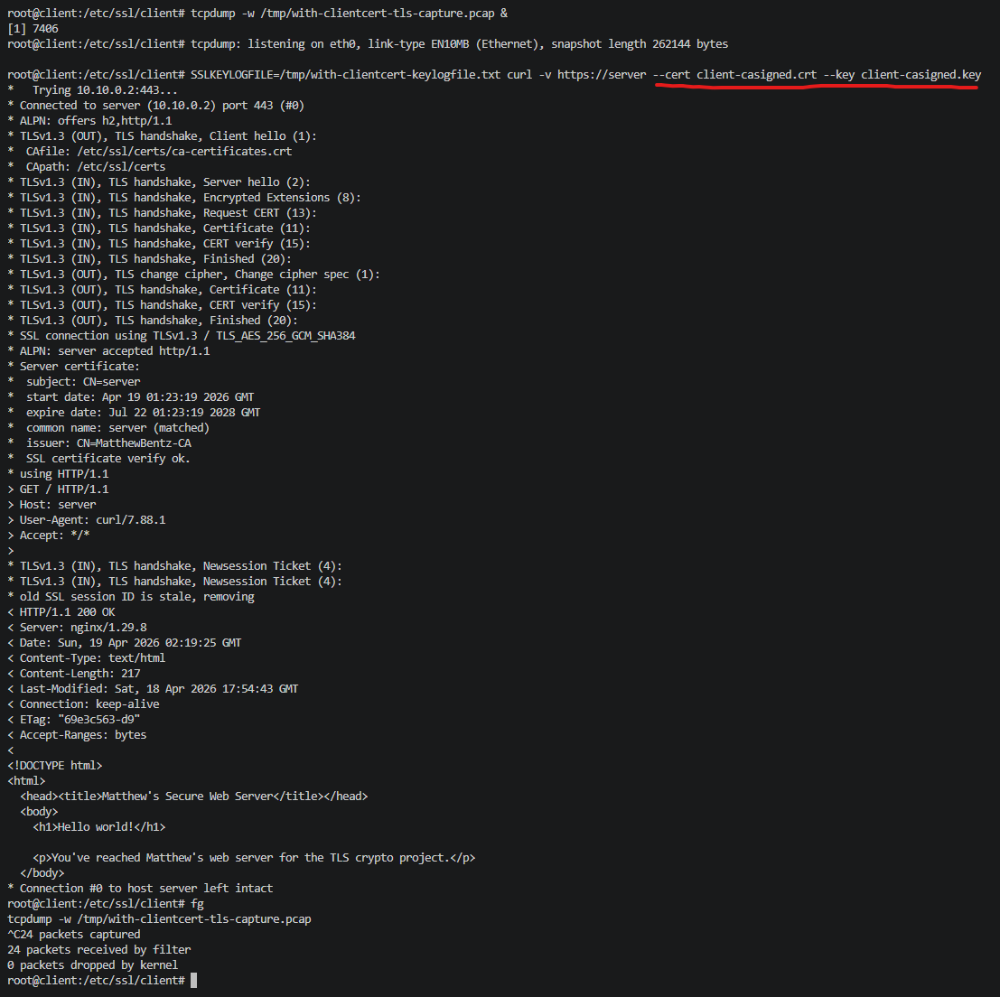 root@client:/etc/ssl/client# tcpdump -w /tmp/with-clientcert-tls-capture.pcap &
[1] 7406
root@client:/etc/ssl/client# tcpdump: listening on eth0, link-type EN10MB (Ethernet), snapshot length 262144 bytes
root@client:/etc/ssl/client# SSLKEYLOGFILE=/tmp/with-clientcert-keylogfile.txt curl -v https://server --cert client-casigned.crt --key client-casigned.key
*   Trying 10.10.0.2:443...
* Connected to server (10.10.0.2) port 443 (#0)
* ALPN: offers h2,http/1.1
* TLSv1.3 (OUT), TLS handshake, Client hello (1):
*  CAfile: /etc/ssl/certs/ca-certificates.crt
*  CApath: /etc/ssl/certs
* TLSv1.3 (IN), TLS handshake, Server hello (2):
* TLSv1.3 (IN), TLS handshake, Encrypted Extensions (8):
* TLSv1.3 (IN), TLS handshake, Request CERT (13):
* TLSv1.3 (IN), TLS handshake, Certificate (11):
* TLSv1.3 (IN), TLS handshake, CERT verify (15):
* TLSv1.3 (IN), TLS handshake, Finished (20):
* TLSv1.3 (OUT), TLS change cipher, Change cipher spec (1):
* TLSv1.3 (OUT), TLS handshake, Certificate (11):
* TLSv1.3 (OUT), TLS handshake, CERT verify (15):
* TLSv1.3 (OUT), TLS handshake, Finished (20):
* SSL connection using TLSv1.3 / TLS_AES_256_GCM_SHA384
* ALPN: server accepted http/1.1
* Server certificate:
*  subject: CN=server
*  start date: Apr 19 01:23:19 2026 GMT
*  expire date: Jul 22 01:23:19 2028 GMT
*  common name: server (matched)
*  issuer: CN=MatthewBentz-CA
*  SSL certificate verify ok.
* using HTTP/1.1
> GET / HTTP/1.1
> Host: server
> User-Agent: curl/7.88.1
> Accept: */*
>
* TLSv1.3 (IN), TLS handshake, Newsession Ticket (4):
* TLSv1.3 (IN), TLS handshake, Newsession Ticket (4):
* old SSL session ID is stale, removing
< HTTP/1.1 200 OK
< Server: nginx/1.29.8
< Date: Sun, 19 Apr 2026 02:19:25 GMT
< Content-Type: text/html
< Content-Length: 217
< Last-Modified: Sat, 18 Apr 2026 17:54:43 GMT
< Connection: keep-alive
< ETag: "69e3c563-d9"
< Accept-Ranges: bytes
<
<!DOCTYPE html>
<html>
  <head><title>Matthew's Secure Web Server</title></head>
  <body>
    <h1>Hello world!</h1>
    <p>You've reached Matthew's web server for the TLS crypto project.</p>
  </body>
* Connection #0 to host server left intact
root@client:/etc/ssl/client# fg
tcpdump -w /tmp/with-clientcert-tls-capture.pcap
^C24 packets captured
24 packets received by filter
0 packets dropped by kernel
root@client:/etc/ssl/client#